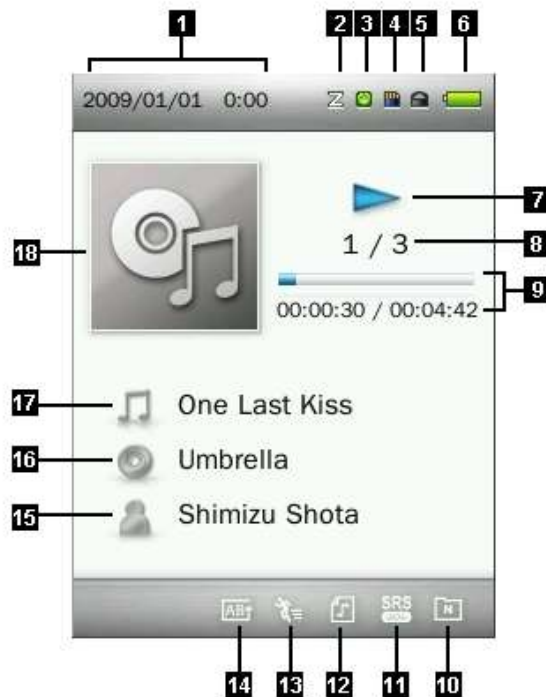 1 2 3 4 5 6
2009/01/01 0:00
7
1 / 3 8
18
9
00:00:30 / 00:04:42
17 One Last Kiss
16 Umbrella
15 Shimizu Shota
AB SRS N
14 13 12 11 10